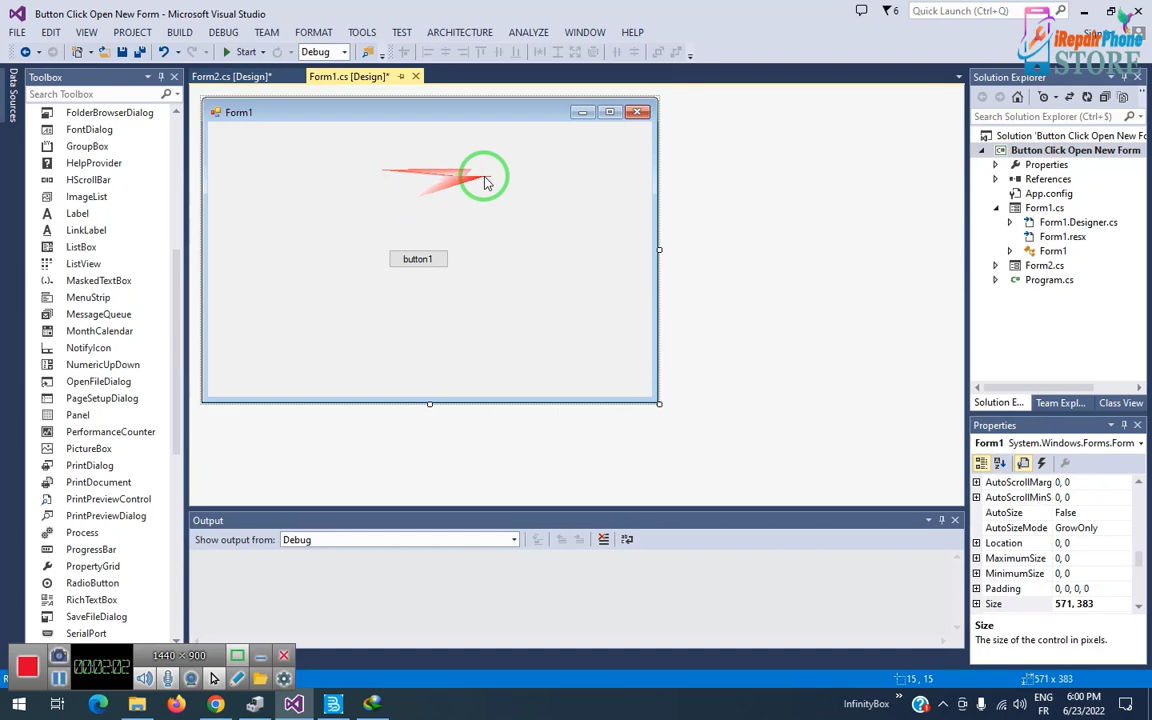 Button Click Open New Form - Microsoft Visual Studio
6
Quick Launch (Ctrl+Q)
FILE EDIT VIEW PROJECT BUILD DEBUG TEAM FORMAT TOOLS TEST ARCHITECTURE ANALYZE WINDOW HELP
iRepair Phone
STORE
Start
Debug
Data Sources
Toolbox
Search Toolbox
FolderBrowserDialog
FontDialog
GroupBox
HelpProvider
HScrollBar
ImageList
Label
LinkLabel
ListBox
ListView
MaskedTextBox
MenuStrip
MessageQueue
MonthCalendar
NotifyIcon
NumericUpDown
OpenFileDialog
PageSetupDialog
Panel
PerformanceCounter
PictureBox
PrintDialog
PrintDocument
PrintPreviewControl
PrintPreviewDialog
Process
ProgressBar
PropertyGrid
RadioButton
RichTextBox
SaveFileDialog
SerialPort
Form2.cs [Design]*
Form1.cs [Design]*
Form1
button1
Output
Show output from: Debug
Solution Explorer
Search Solution Explorer (Ctrl+$)
Solution 'Button Click Open New Fo
Button Click Open New Form
Properties
References
App.config
Form1.cs
Form1.Designer.cs
Form1.resx
Form1
Form2.cs
Program.cs
Solution E... Team Expl... Class View
Properties
Form1 System.Windows.Forms.Form
AutoScrollMarg 0, 0
AutoScrollMinS 0, 0
AutoSize False
AutoSizeMode GrowOnly
Location 0, 0
MaximumSize 0, 0
MinimumSize 0, 0
Padding 0, 0, 0, 0
Size 571, 383
Size
The size of the control in pixels.
1440 × 900
00:02:02
15 , 15
571 x 383
InfinityBox
ENG
FR
6:00 PM
6/23/2022